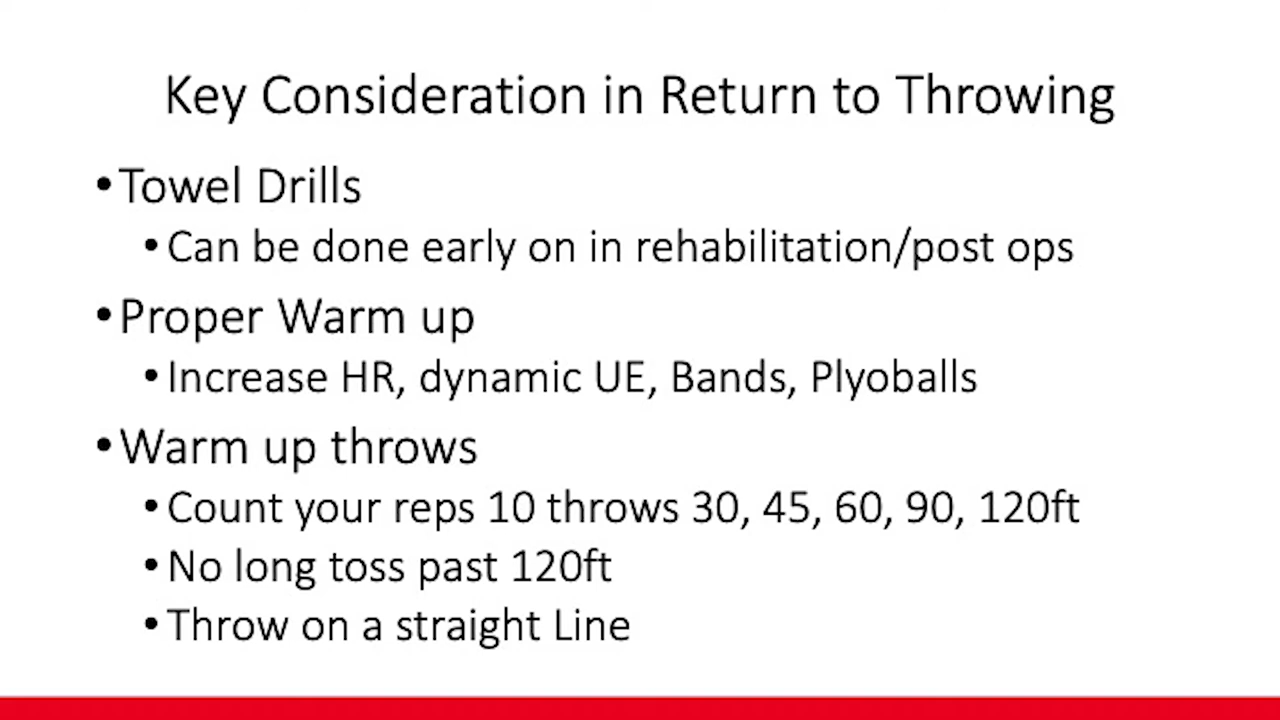 Key Consideration in Return to Throwing
• Towel Drills
• Can be done early on in rehabilitation/post ops
• Proper Warm up
• Increase HR, dynamic UE, Bands, Plyoballs
• Warm up throws
• Count your reps 10 throws 30, 45, 60, 90, 120ft
• No long toss past 120ft
• Throw on a straight Line